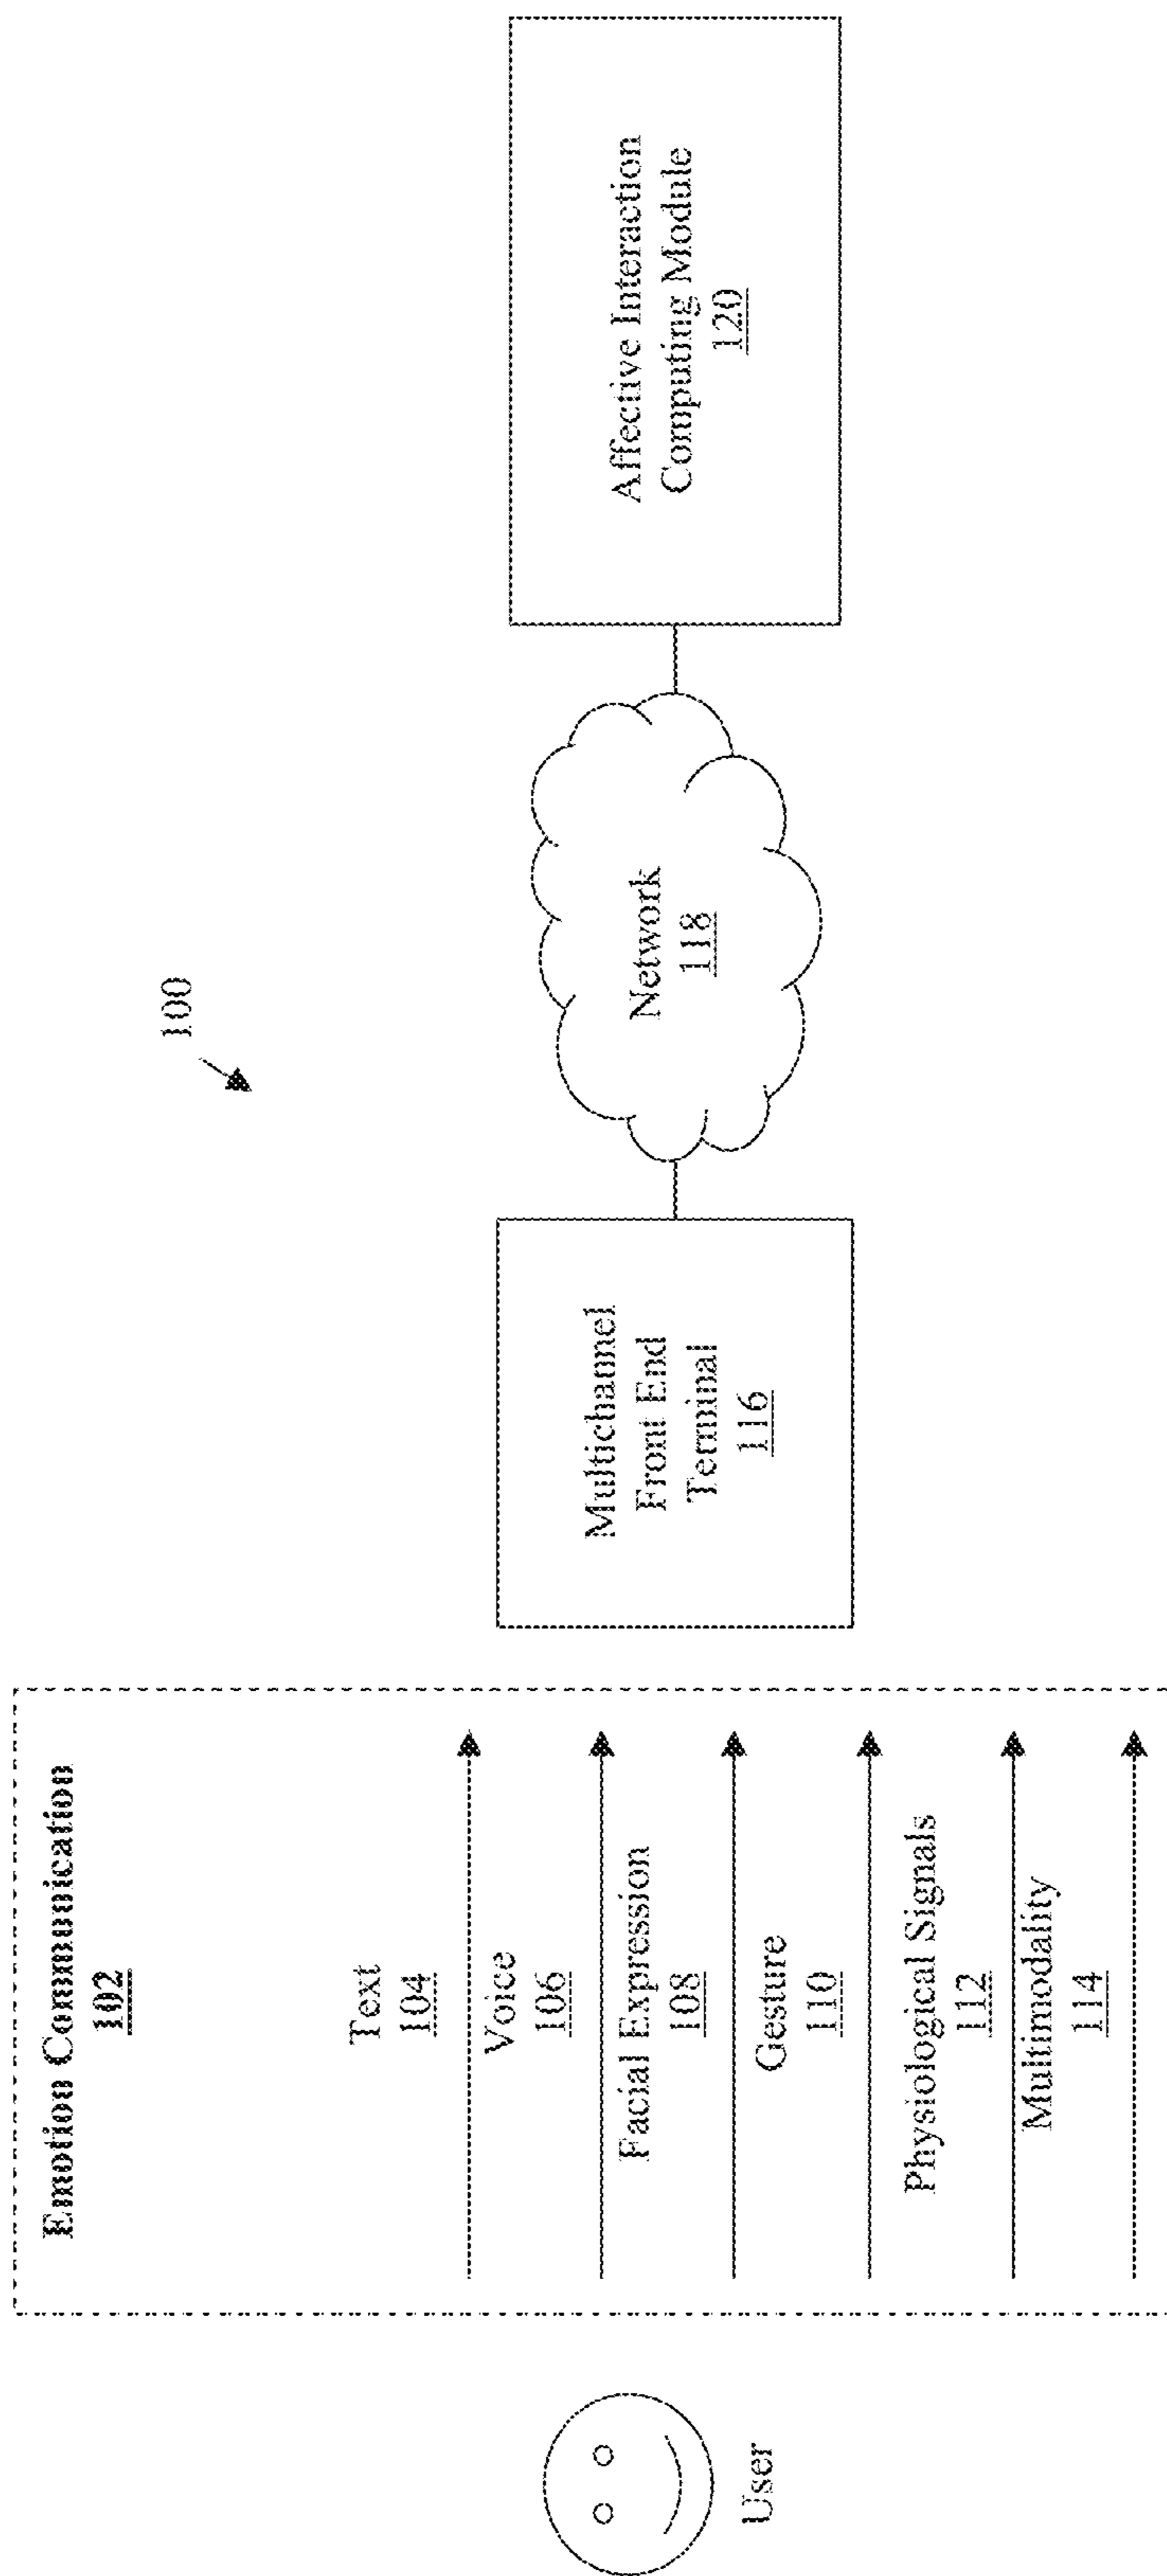 100
Emotion Communication
102
Text
104
Voice
106
Facial Expression
108
Gesture
110
Physiological Signals
112
Multimodality
114
User
Multichannel
Front End
Terminal
116
Network
118
Affective Interaction
Computing Module
120